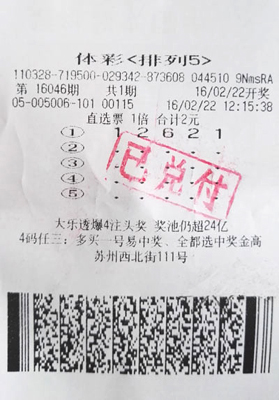 体彩<排列5>
110328-719500-029342-873608 044510 9NmsRA
第 16046期 共1期 16/02/22开奖
05-005006-101 00115 16/02/22 12:15:38
直选票 1倍 合计2元
① 1 2 6 2 1
② - - - - -
③ - - - - -
④ - - - - -
⑤ - - - - -
已兑付
大乐透爆4注头奖 奖池仍超24亿
4码任三：多买一号易中奖、全都选中奖金高
苏州西北街111号